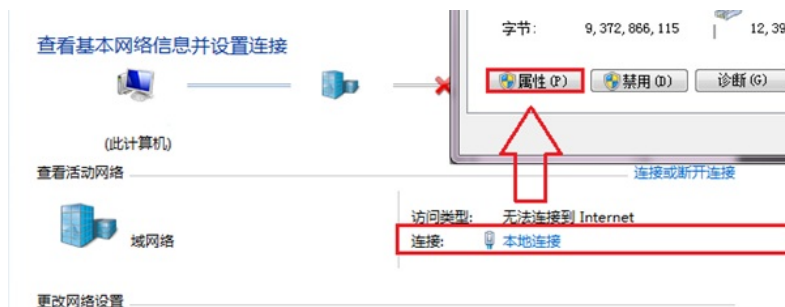 字节: 9,372,866,115 12,39
查看基本网络信息并设置连接
属性(P) 禁用(D) 诊断(G)
(此计算机)
查看活动网络 连接或断开连接
访问类型: 无法连接到 Internet
域网络
连接: 本地连接
更改网络设置